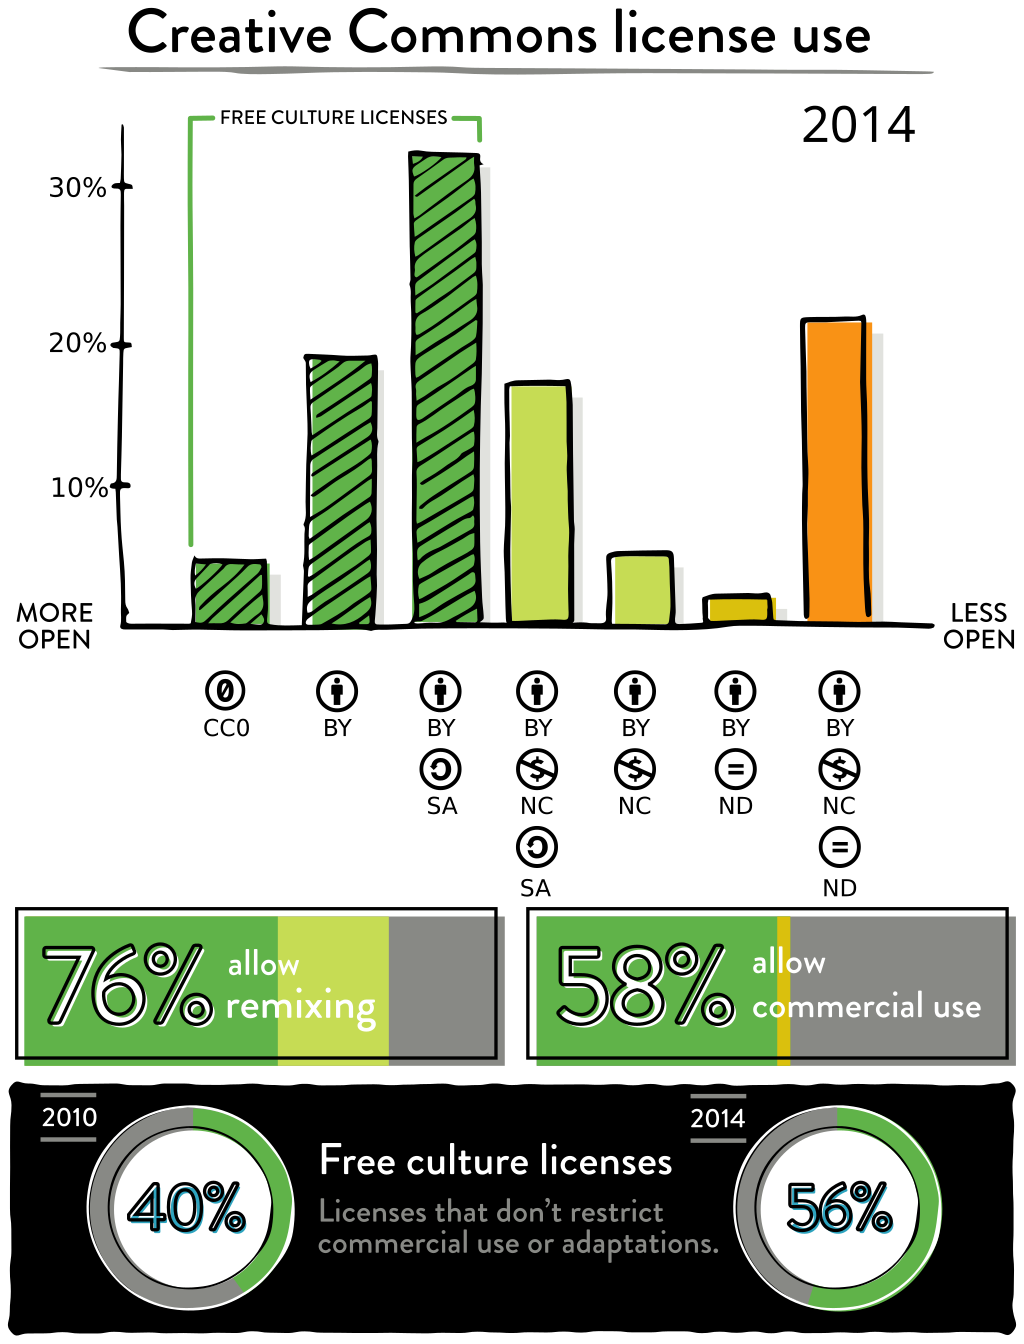 Creative Commons license use
FREE CULTURE LICENSES
2014
30%
20%
10%
MORE
OPEN
LESS
OPEN
0
CC0
BY
BY
BY
BY
BY
BY
SA
$
NC
$
NC
=
ND
$
NC
SA
=
ND
76% allow
remixing
58% allow
commercial use
2010
40%
Free culture licenses
Licenses that don't restrict
commercial use or adaptations.
2014
56%